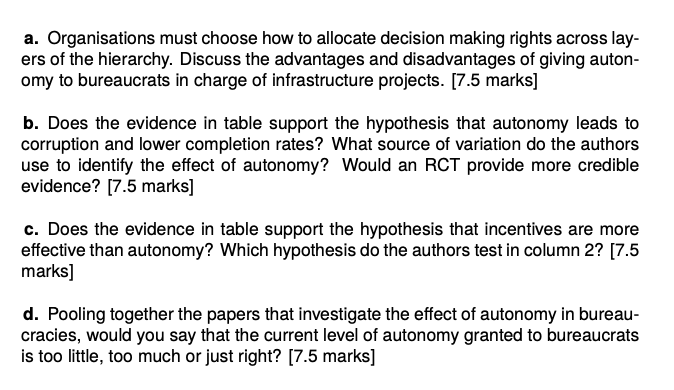 a. Organisations must choose how to allocate decision making rights across lay-
ers of the hierarchy. Discuss the advantages and disadvantages of giving auton-
omy to bureaucrats in charge of infrastructure projects. [7.5 marks]
b. Does the evidence in table support the hypothesis that autonomy leads to
corruption and lower completion rates? What source of variation do the authors
use to identify the effect of autonomy? Would an RCT provide more credible
evidence? [7.5 marks]
c. Does the evidence in table support the hypothesis that incentives are more
effective than autonomy? Which hypothesis do the authors test in column 2? [7.5
marks]
d. Pooling together the papers that investigate the effect of autonomy in bureau-
cracies, would you say that the current level of autonomy granted to bureaucrats
is too little, too much or just right? [7.5 marks]